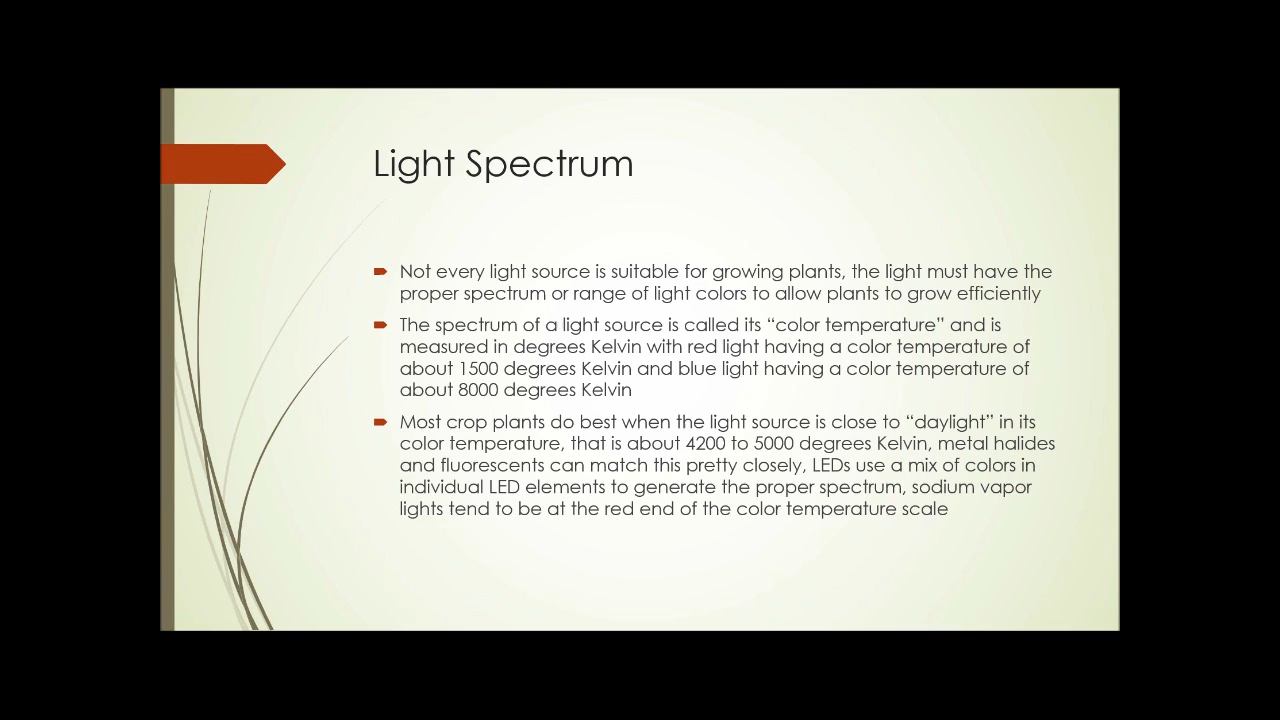 Light Spectrum
Not every light source is suitable for growing plants, the light must have the
proper spectrum or range of light colors to allow plants to grow efficiently
The spectrum of a light source is called its “color temperature” and is
measured in degrees Kelvin with red light having a color temperature of
about 1500 degrees Kelvin and blue light having a color temperature of
about 8000 degrees Kelvin
Most crop plants do best when the light source is close to “daylight” in its
color temperature, that is about 4200 to 5000 degrees Kelvin, metal halides
and fluorescents can match this pretty closely, LEDs use a mix of colors in
individual LED elements to generate the proper spectrum, sodium vapor
lights tend to be at the red end of the color temperature scale